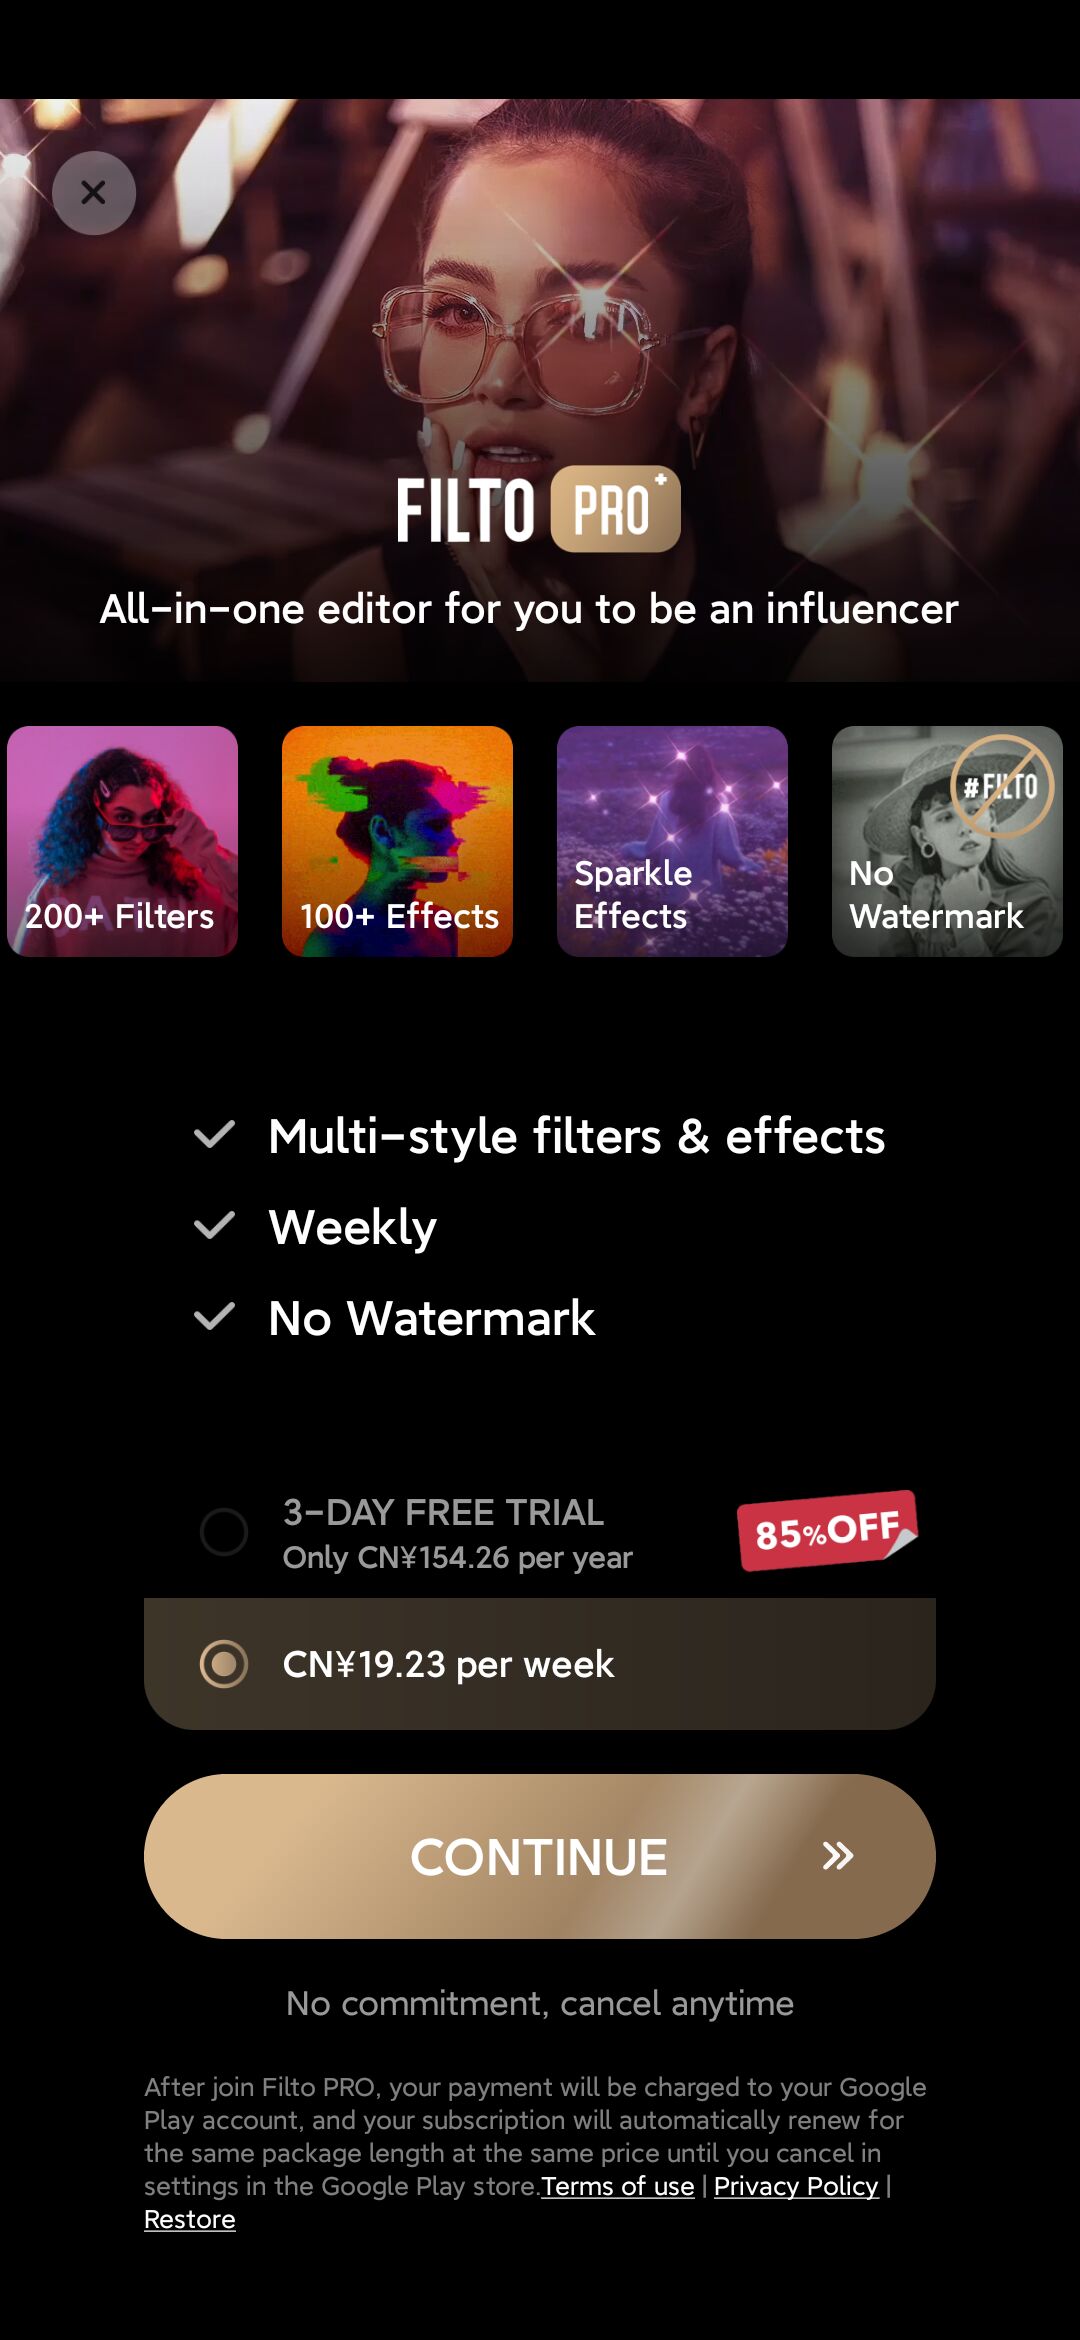 FILTO PRO+
All-in-one editor for you to be an influencer
200+ Filters
100+ Effects
Sparkle
Effects
#FILTO
No
Watermark
Multi-style filters & effects
Weekly
No Watermark
3-DAY FREE TRIAL
Only CN¥154.26 per year
85%OFF
CN¥19.23 per week
CONTINUE
No commitment, cancel anytime
After join Filto PRO, your payment will be charged to your Google
Play account, and your subscription will automatically renew for
the same package length at the same price until you cancel in
settings in the Google Play store.Terms of use | Privacy Policy |
Restore